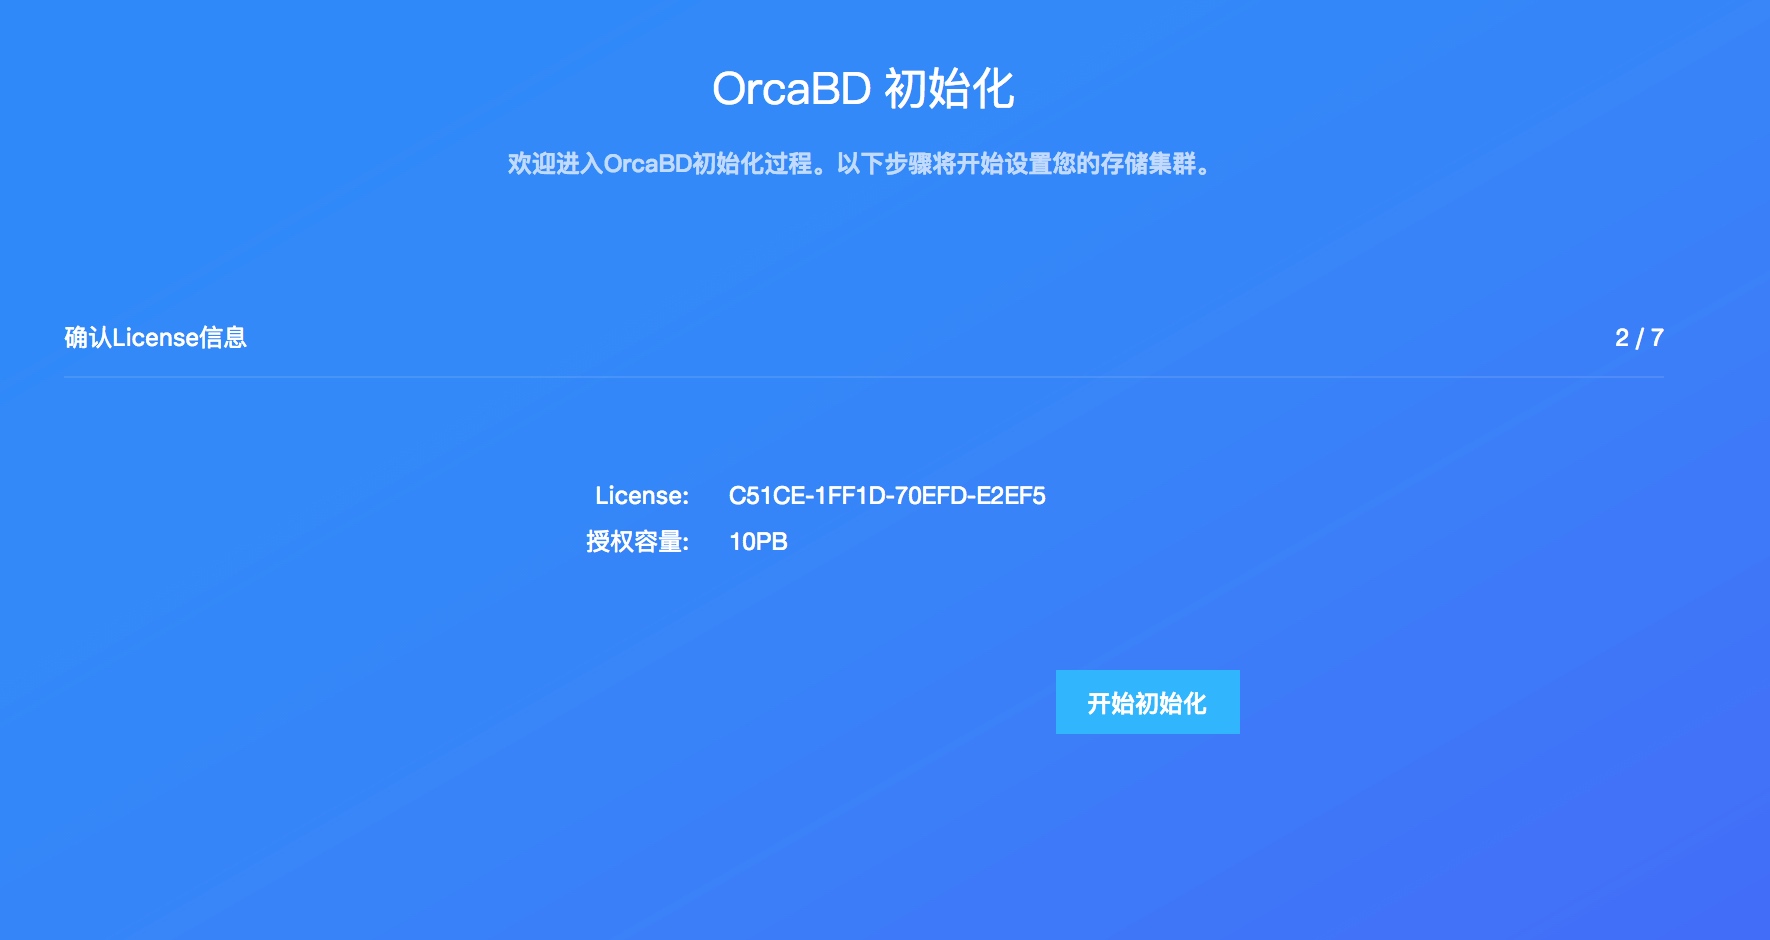 OrcaBD 初始化
欢迎进入OrcaBD初始化过程。以下步骤将开始设置您的存储集群。
确认License信息 2 / 7
License: C51CE-1FF1D-70EFD-E2EF5
授权容量: 10PB
开始初始化